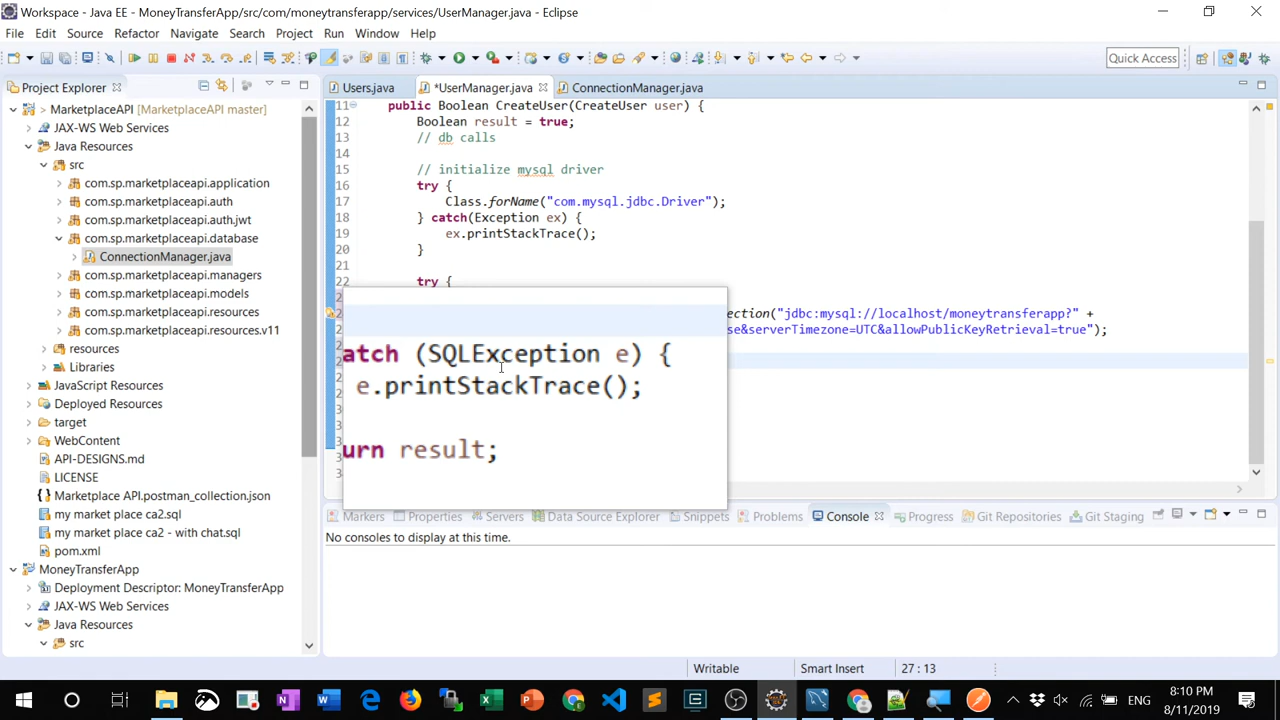 Workspace - Java EE - MoneyTransferApp/src/com/moneytransferapp/services/UserManager.java - Eclipse
File Edit Source Refactor Navigate Search Project Run Window Help
Quick Access
Project Explorer
> MarketplaceAPI [MarketplaceAPI master]
JAX-WS Web Services
Java Resources
src
com.sp.marketplaceapi.application
com.sp.marketplaceapi.auth
com.sp.marketplaceapi.auth.jwt
com.sp.marketplaceapi.database
ConnectionManager.java
com.sp.marketplaceapi.managers
com.sp.marketplaceapi.models
com.sp.marketplaceapi.resources
com.sp.marketplaceapi.resources.v11
resources
Libraries
JavaScript Resources
Deployed Resources
target
WebContent
API-DESIGNS.md
LICENSE
Marketplace API.postman_collection.json
my market place ca2.sql
my market place ca2 - with chat.sql
pom.xml
MoneyTransferApp
Deployment Descriptor: MoneyTransferApp
JAX-WS Web Services
Java Resources
src
Users.java *UserManager.java ConnectionManager.java
11 public Boolean CreateUser(CreateUser user) {
12 Boolean result = true;
13 // db calls
14
15 // initialize mysql driver
16 try {
17 Class.forName("com.mysql.jdbc.Driver");
18 } catch(Exception ex) {
19 ex.printStackTrace();
20 }
21
22 try {
ection("jdbc:mysql://localhost/moneytransferapp?" +
se&serverTimezone=UTC&allowPublicKeyRetrieval=true");
atch (SQLException e) {
e.printStackTrace();
urn result;
Markers Properties Servers Data Source Explorer Snippets Problems Console Progress Git Repositories Git Staging
No consoles to display at this time.
Writable Smart Insert 27 : 13
ENG
8:10 PM
8/11/2019